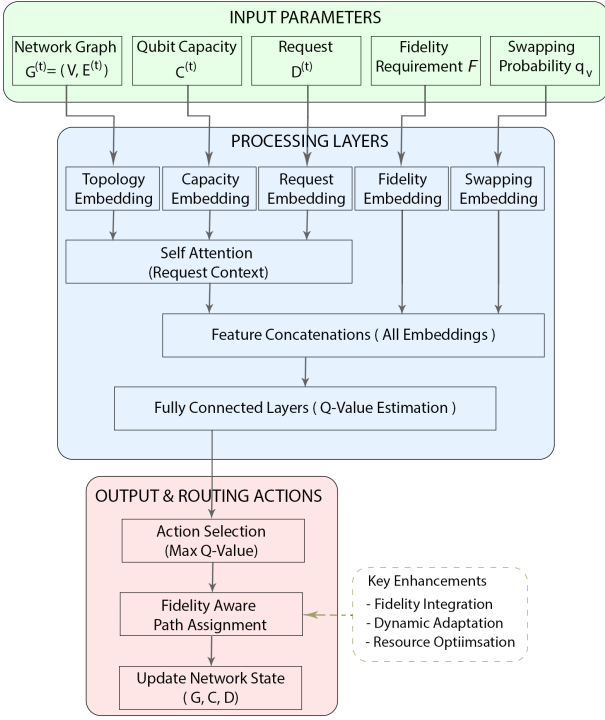 INPUT PARAMETERS
Network Graph
G^(t)= ( V, E^(t) )
Qubit Capacity
C^(t)
Request
D^(t)
Fidelity
Requirement F
Swapping
Probability q_v
PROCESSING LAYERS
Topology
Embedding
Capacity
Embedding
Request
Embedding
Fidelity
Embedding
Swapping
Embedding
Self Attention
(Request Context)
Feature Concatenations ( All Embeddings )
Fully Connected Layers ( Q-Value Estimation )
OUTPUT & ROUTING ACTIONS
Action Selection
(Max Q-Value)
Fidelity Aware
Path Assignment
Update Network State
( G, C, D)
Key Enhancements
- Fidelity Integration
- Dynamic Adaptation
- Resource Optiimsation